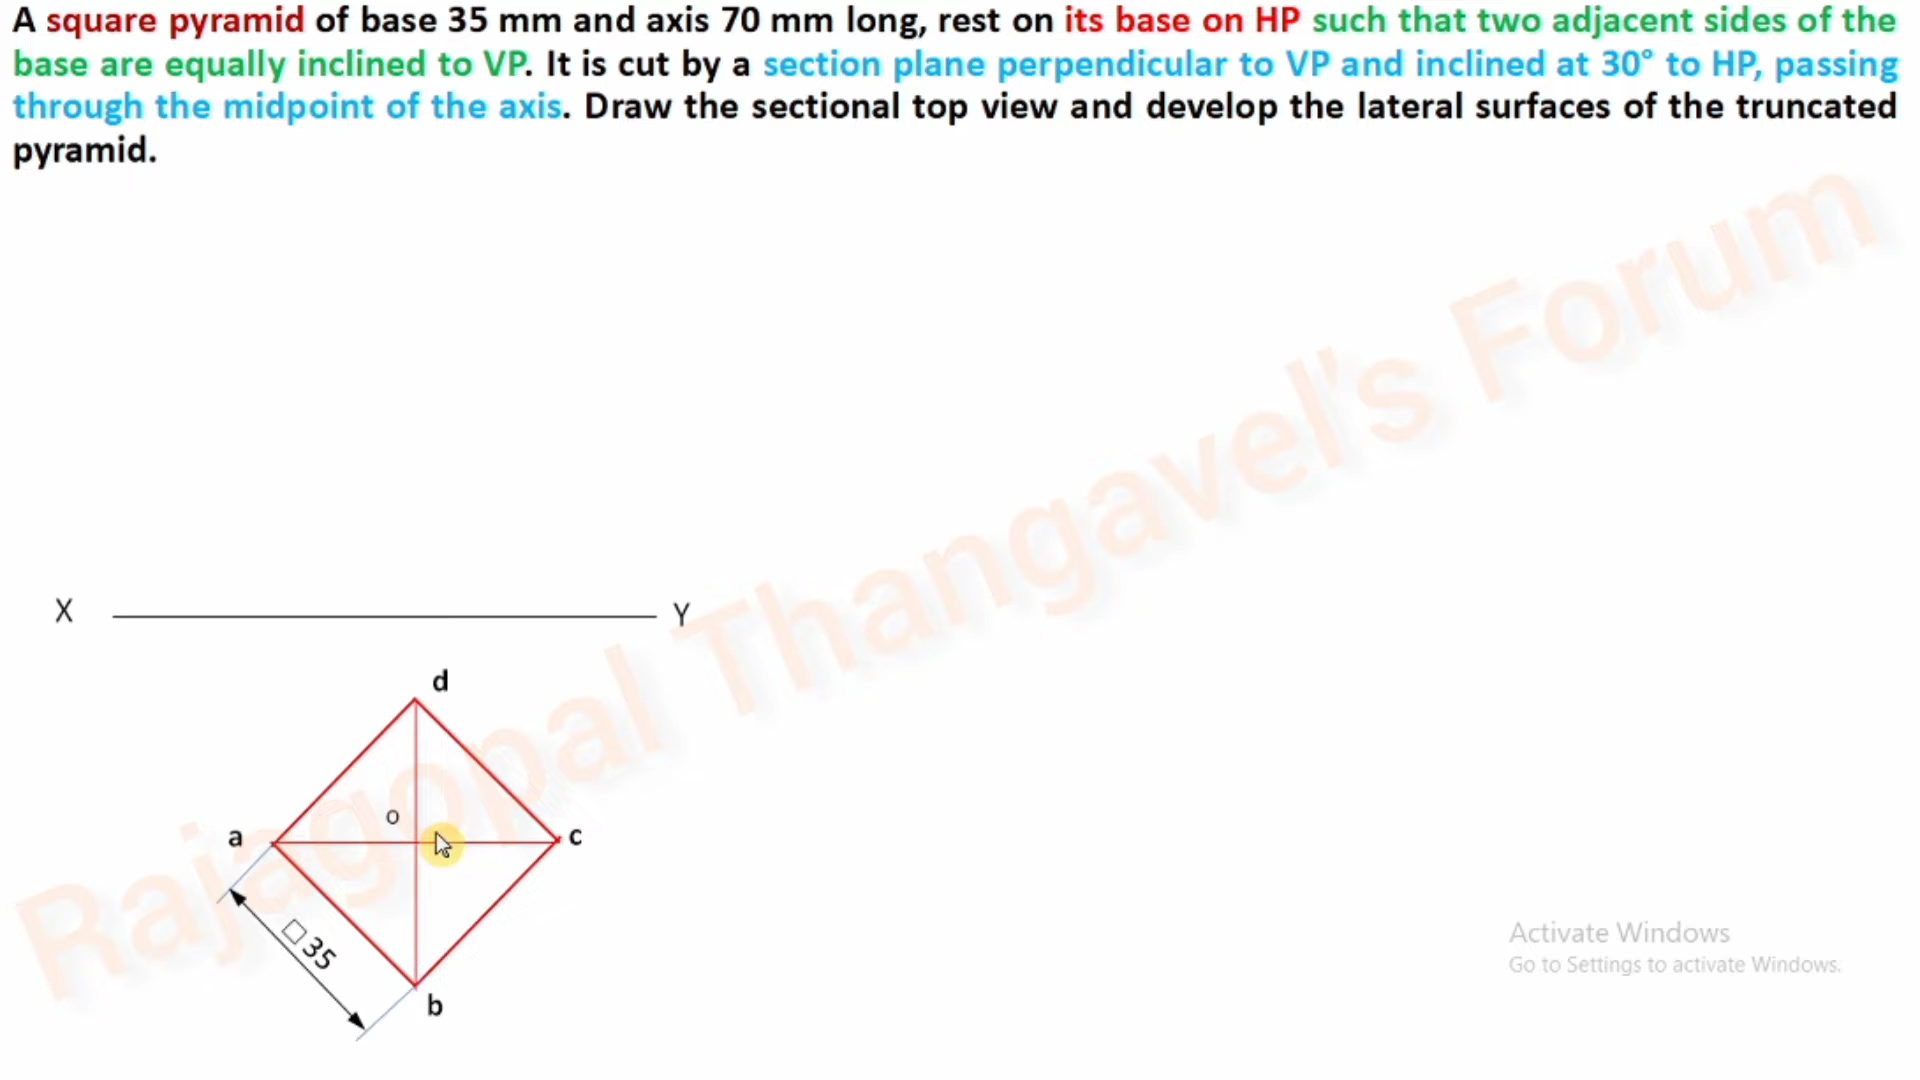 A square pyramid of base 35 mm and axis 70 mm long, rest on its base on HP such that two adjacent sides of the
base are equally inclined to VP. It is cut by a section plane perpendicular to VP and inclined at 30° to HP, passing
through the midpoint of the axis. Draw the sectional top view and develop the lateral surfaces of the truncated
pyramid.
Rajagopal Thangavel's Forum
X
Y
d
o
a
c
□35
b
Activate Windows
Go to Settings to activate Windows.